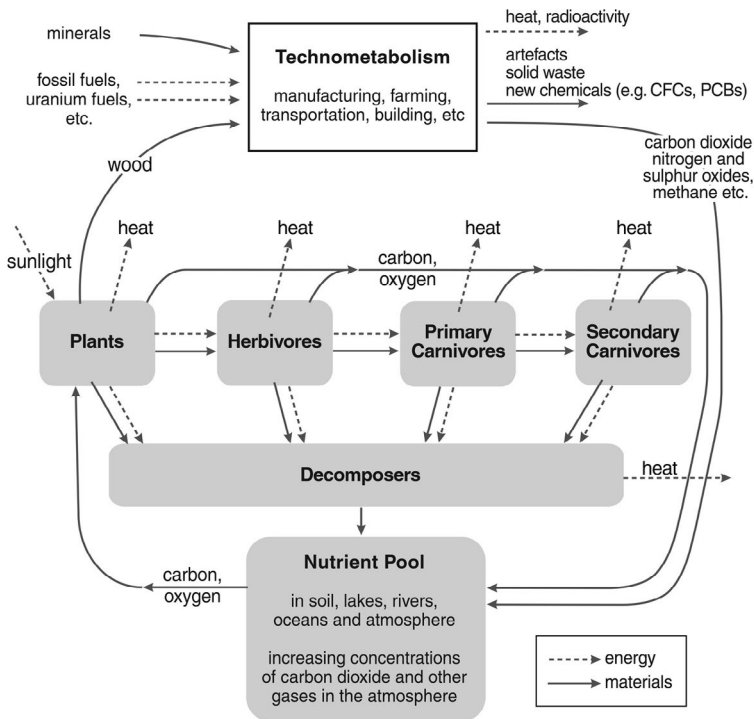 minerals
fossil fuels,
uranium fuels,
etc.
wood
Technometabolism
manufacturing, farming,
transportation, building, etc
heat, radioactivity
artefacts
solid waste
new chemicals (e.g. CFCs, PCBs)
carbon dioxide
nitrogen and
sulphur oxides,
methane etc.
sunlight
heat
heat
carbon,
oxygen
heat
heat
Plants
Herbivores
Primary
Carnivores
Secondary
Carnivores
Decomposers
heat
Nutrient Pool
in soil, lakes, rivers,
oceans and atmosphere
increasing concentrations
of carbon dioxide and other
gases in the atmosphere
carbon,
oxygen
energy
materials